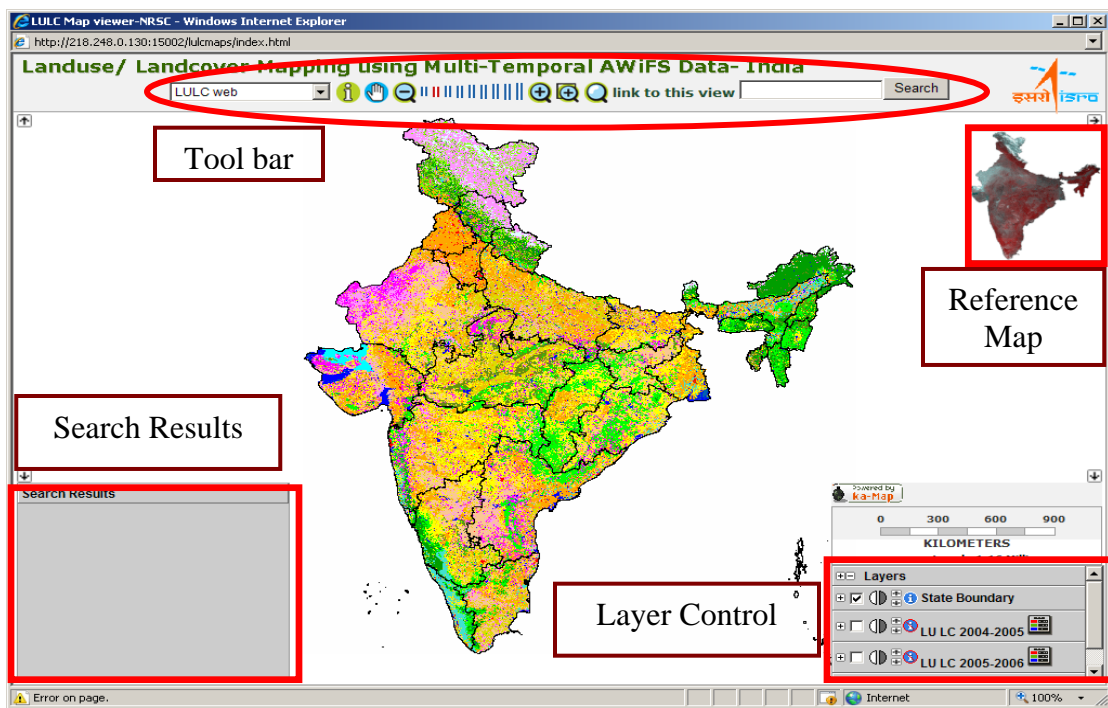 LULC Map viewer-NRSC - Windows Internet Explorer
http://218.248.0.130:15002/lulcmaps/index.html
Landuse/ Landcover Mapping using Multi-Temporal AWiFS Data- India
LULC web
link to this view
Search
इसरो isro
Tool bar
Reference
Map
Search Results
Search Results
Powered by
ka-Map
0 300 600 900
KILOMETERS
Layer Control
Layers
State Boundary
LU LC 2004-2005
LU LC 2005-2006
Error on page.
Internet
100%